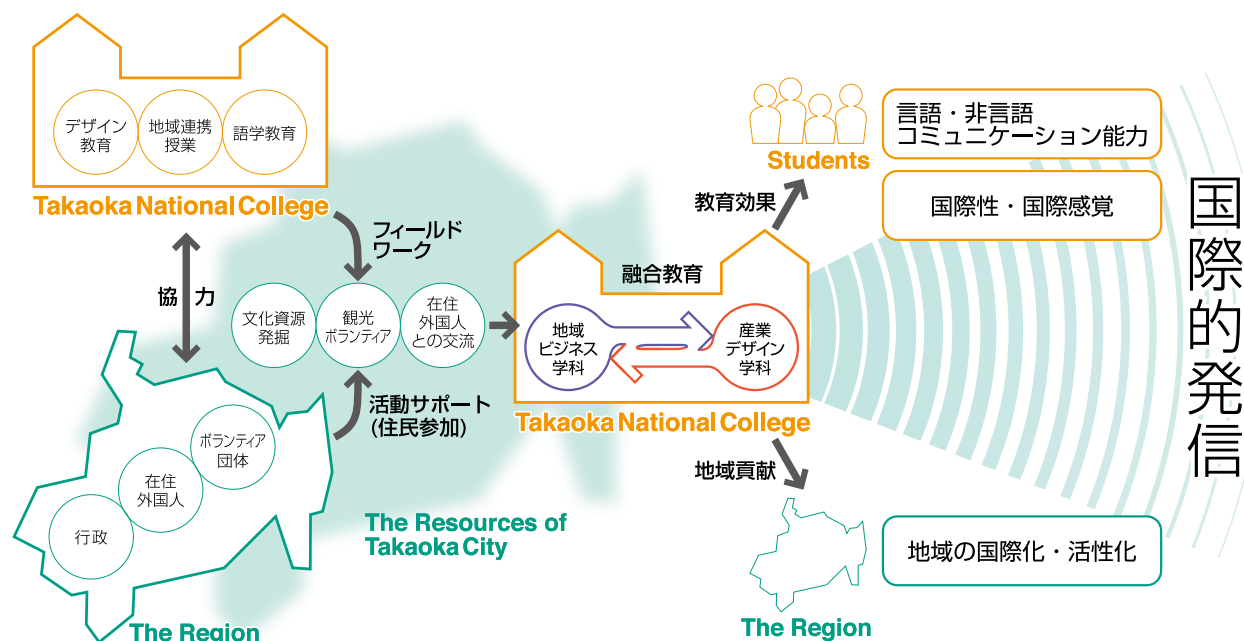 デザイン
教育
地域連携
授業
語学教育
Takaoka National College
協 力
フィールド
ワーク
文化資源
発掘
観光
ボランティア
在住
外国人
との交流
活動サポート
(住民参加)
ボランティア
団体
在住
外国人
行政
The Region
The Resources of
Takaoka City
融合教育
地域
ビジネス
学科
産業
デザイン
学科
Takaoka National College
教育効果
Students
言語・非言語
コミュニケーション能力
国際性・国際感覚
国際的発信
地域貢献
The Region
地域の国際化・活性化